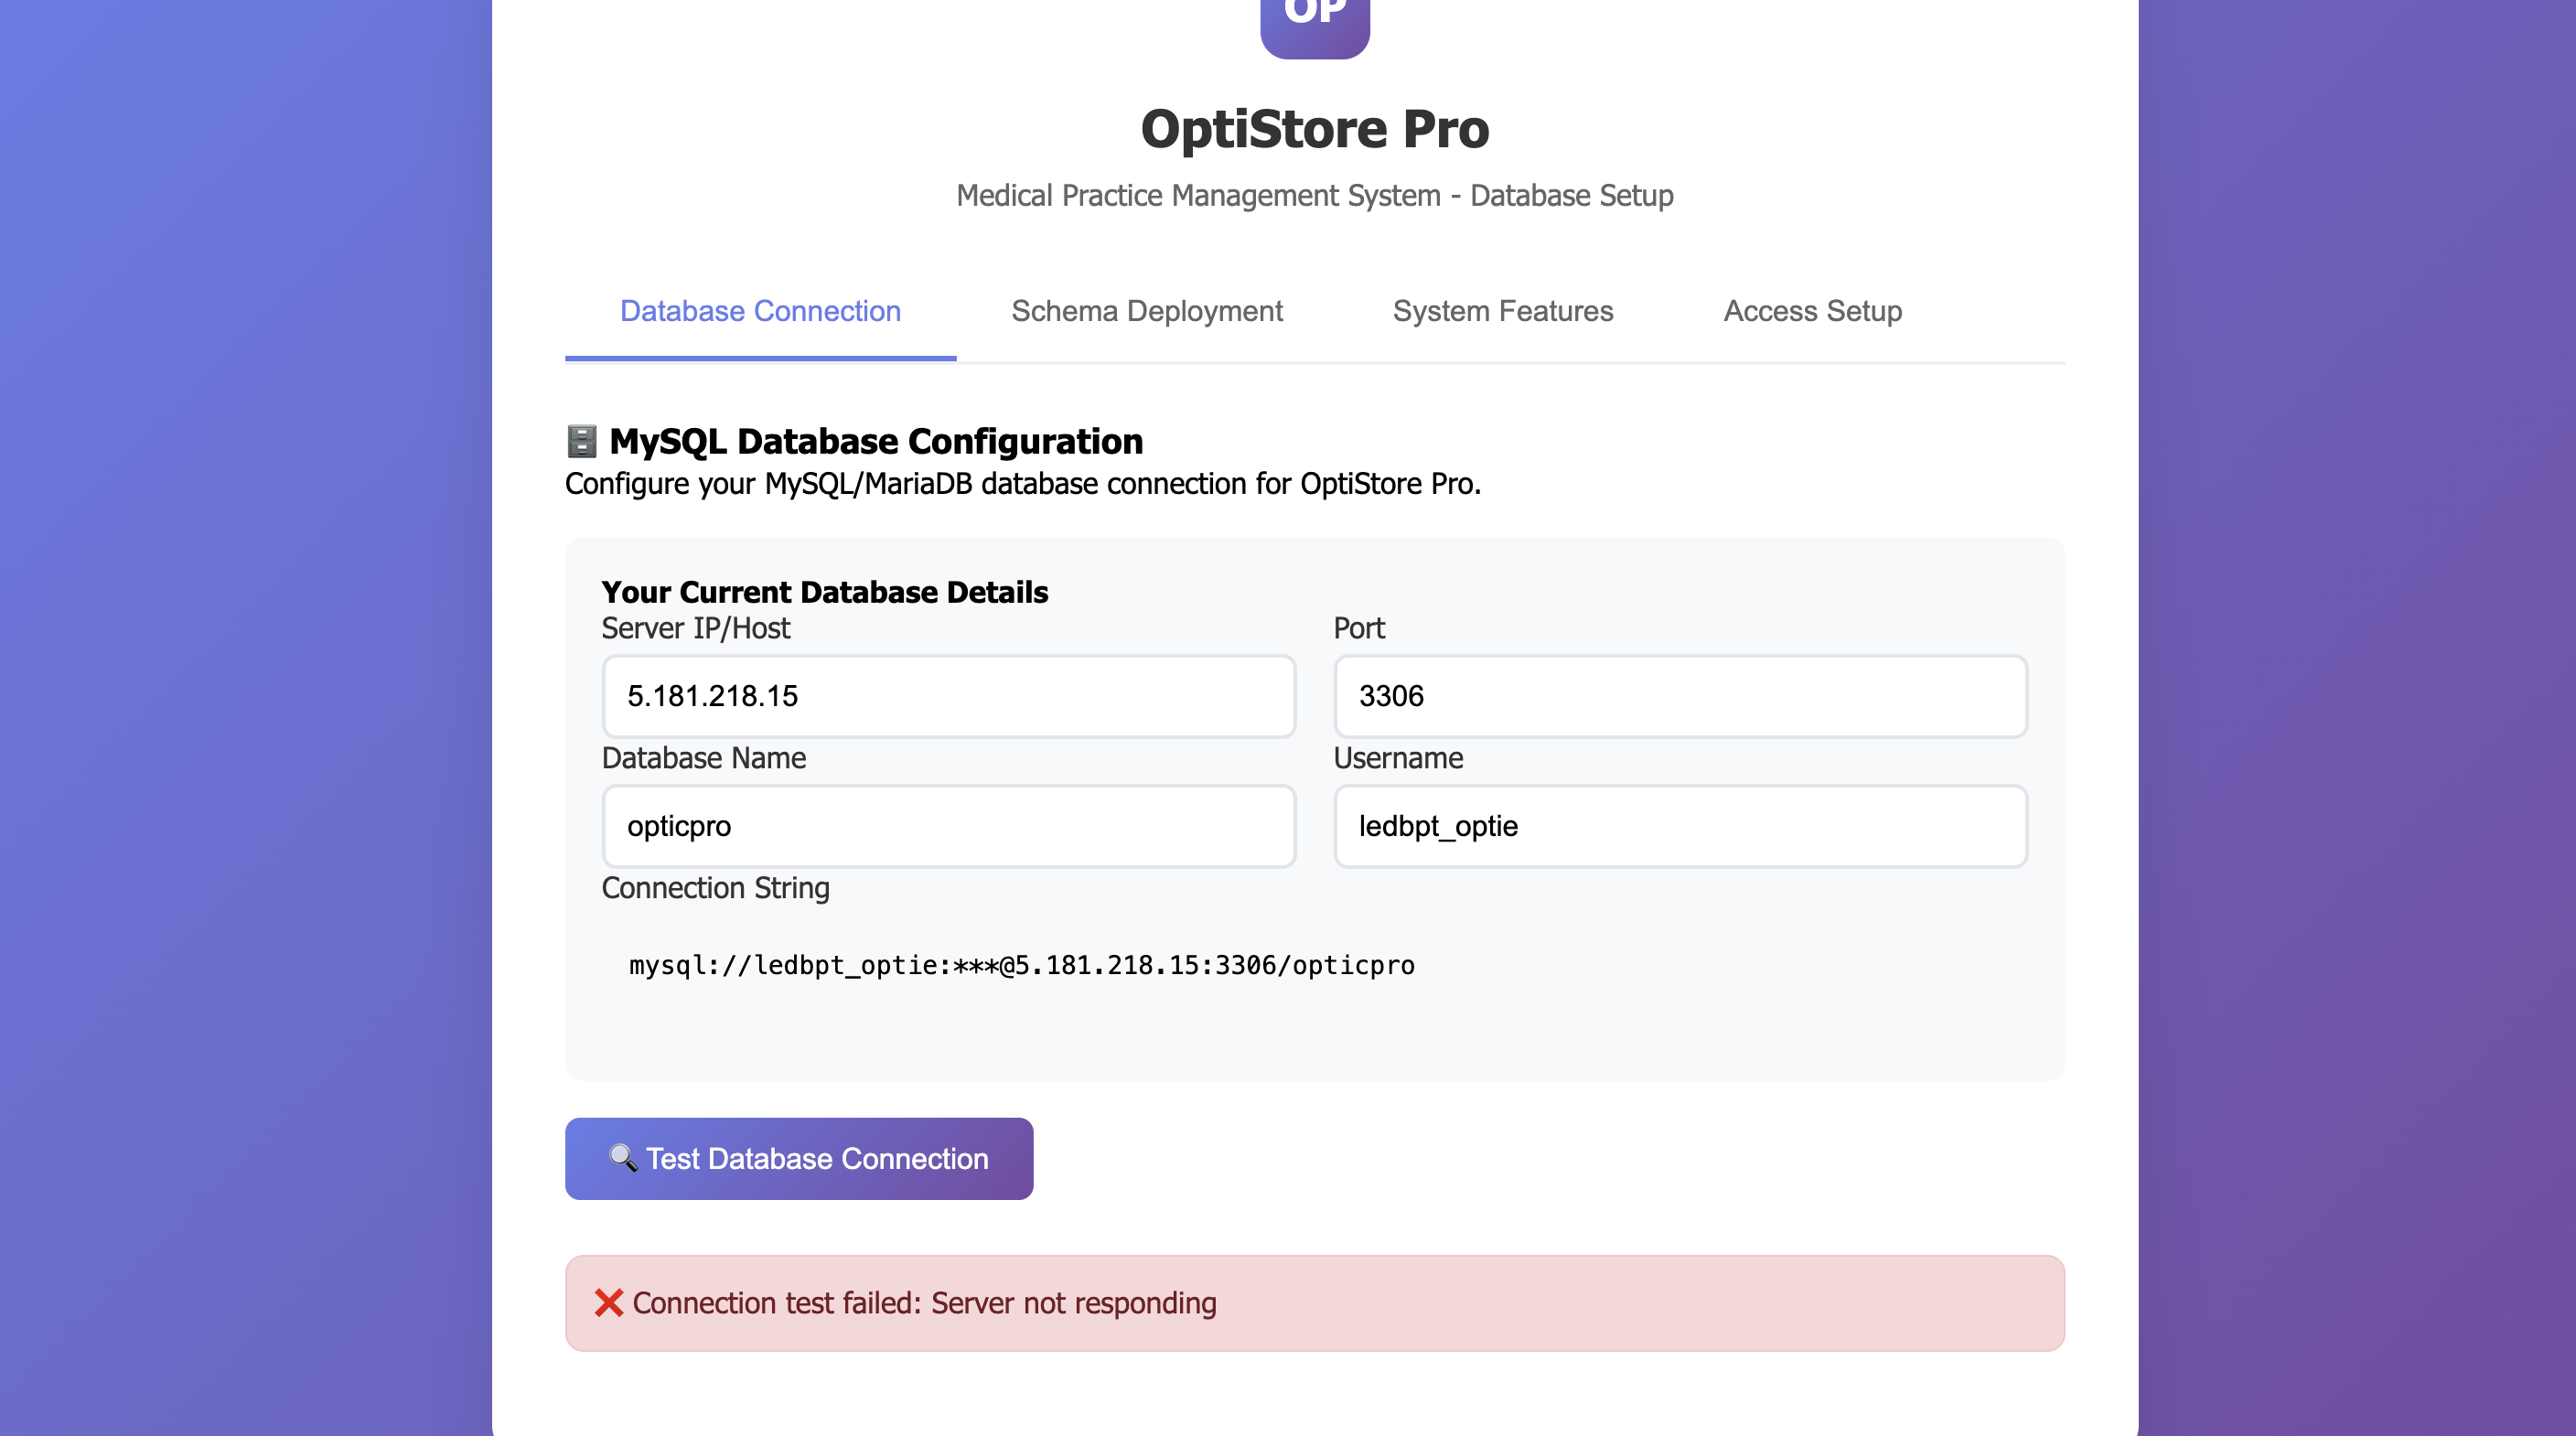 OP
OptiStore Pro
Medical Practice Management System - Database Setup
Database Connection Schema Deployment System Features Access Setup
MySQL Database Configuration
Configure your MySQL/MariaDB database connection for OptiStore Pro.
Your Current Database Details
Server IP/Host Port
5.181.218.15 3306
Database Name Username
opticpro ledbpt_optie
Connection String
mysql://ledbpt_optie:***@5.181.218.15:3306/opticpro
Test Database Connection
Connection test failed: Server not responding